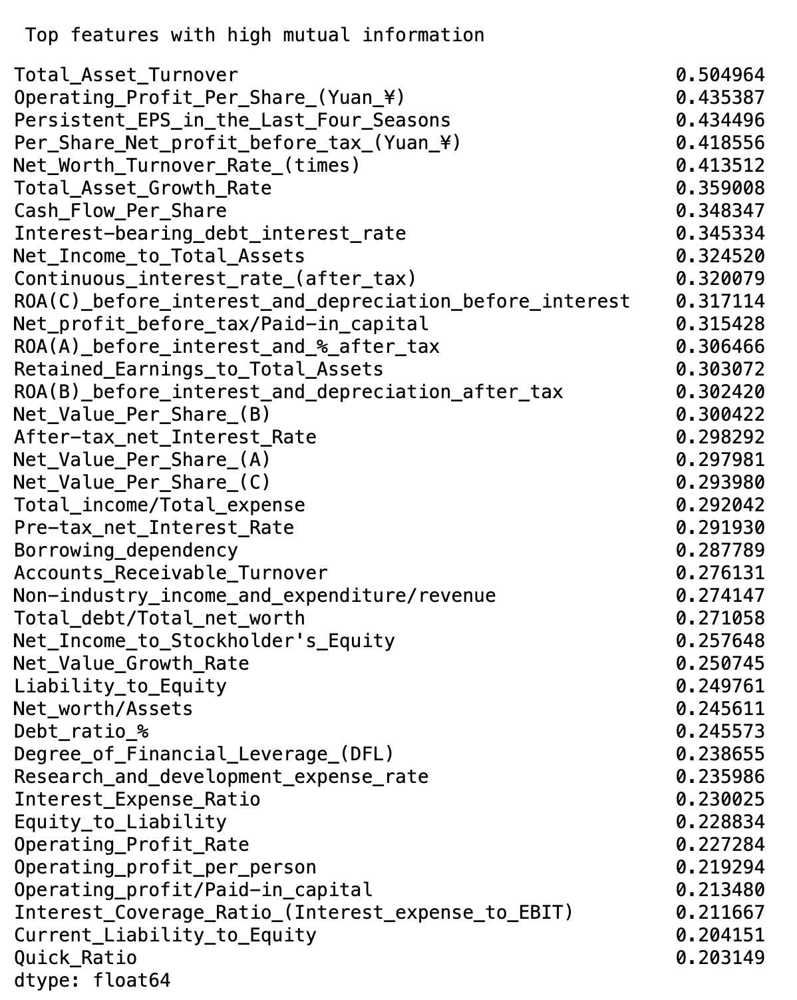 Top features with high mutual information
Total_Asset_Turnover 0.504964
Operating_Profit_Per_Share_(Yuan_¥) 0.435387
Persistent_EPS_in_the_Last_Four_Seasons 0.434496
Per_Share_Net_profit_before_tax_(Yuan_¥) 0.418556
Net_Worth_Turnover_Rate_(times) 0.413512
Total_Asset_Growth_Rate 0.359008
Cash_Flow_Per_Share 0.348347
Interest-bearing_debt_interest_rate 0.345334
Net_Income_to_Total_Assets 0.324520
Continuous_interest_rate_(after_tax) 0.320079
ROA(C)_before_interest_and_depreciation_before_interest 0.317114
Net_profit_before_tax/Paid-in_capital 0.315428
ROA(A)_before_interest_and_%_after_tax 0.306466
Retained_Earnings_to_Total_Assets 0.303072
ROA(B)_before_interest_and_depreciation_after_tax 0.302420
Net_Value_Per_Share_(B) 0.300422
After-tax_net_Interest_Rate 0.298292
Net_Value_Per_Share_(A) 0.297981
Net_Value_Per_Share_(C) 0.293980
Total_income/Total_expense 0.292042
Pre-tax_net_Interest_Rate 0.291930
Borrowing_dependency 0.287789
Accounts_Receivable_Turnover 0.276131
Non-industry_income_and_expenditure/revenue 0.274147
Total_debt/Total_net_worth 0.271058
Net_Income_to_Stockholder's_Equity 0.257648
Net_Value_Growth_Rate 0.250745
Liability_to_Equity 0.249761
Net_worth/Assets 0.245611
Debt_ratio_% 0.245573
Degree_of_Financial_Leverage_(DFL) 0.238655
Research_and_development_expense_rate 0.235986
Interest_Expense_Ratio 0.230025
Equity_to_Liability 0.228834
Operating_Profit_Rate 0.227284
Operating_profit_per_person 0.219294
Operating_profit/Paid-in_capital 0.213480
Interest_Coverage_Ratio_(Interest_expense_to_EBIT) 0.211667
Current_Liability_to_Equity 0.204151
Quick_Ratio 0.203149
dtype: float64